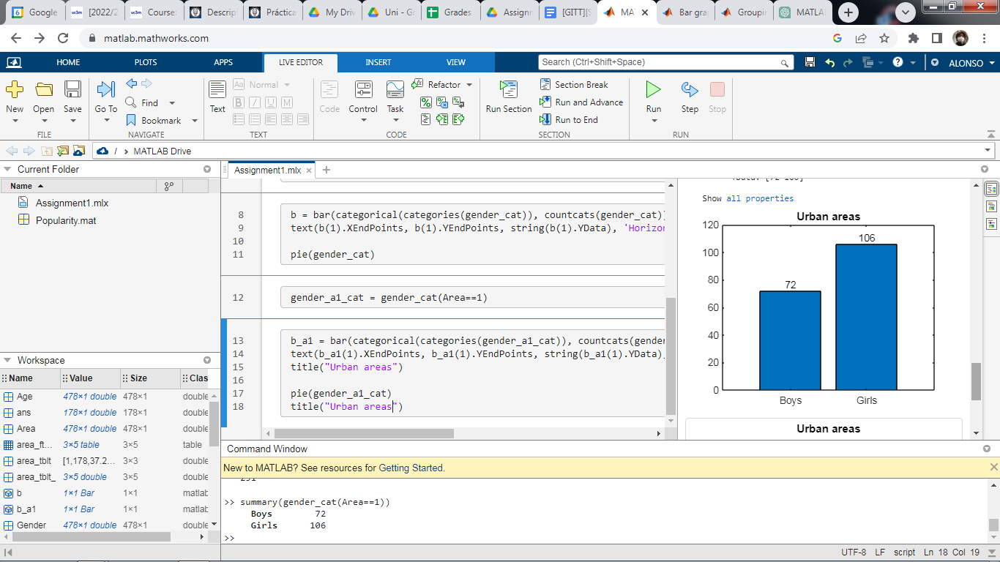 Google
[2022/2
Course:
Descrip
Práctica
My Driv
Uni - Go
Grades
Assignm
[GITT][S
MAT
Bar grap
Groupin
MATLAB
matlab.mathworks.com
HOME PLOTS APPS LIVE EDITOR INSERT VIEW
Search (Ctrl+Shift+Space)
ALONSO
New Open Save
FILE
Go To
Find
Bookmark
NAVIGATE
Text
Aa Normal
B I U M
TEXT
Code Control Task
Refactor
CODE
Run Section
Section Break
Run and Advance
Run to End
SECTION
Run Step Stop
RUN
/ > MATLAB Drive
Current Folder
Name
Assignment1.mlx
Popularity.mat
Workspace
Name Value Size Clas
Age 478×1 double 478×1 double
ans 178×1 double 178×1 double
Area 478×1 double 478×1 double
area_ft... 3×5 table 3×5 table
area_tblt [1,178,37.2... 3×3 double
area_tblt_ 3×5 double 3×5 double
b 1×1 Bar 1×1 matlab
b_a1 1×1 Bar 1×1 matlab
Gender 478×1 double 478×1 double
Assignment1.mlx
8 b = bar(categorical(categories(gender_cat)), countcats(gender_cat))
9 text(b(1).XEndPoints, b(1).YEndPoints, string(b(1).YData), 'Horizon
10
11 pie(gender_cat)
12 gender_a1_cat = gender_cat(Area==1)
13 b_a1 = bar(categorical(categories(gender_a1_cat)), countcats(gender
14 text(b_a1(1).XEndPoints, b_a1(1).YEndPoints, string(b_a1(1).YData),
15 title("Urban areas")
16
17 pie(gender_a1_cat)
18 title("Urban areas")
YData: [72 106]
Show all properties
Urban areas
120
100
80
60
40
20
0
72
106
Boys Girls
Urban areas
Command Window
New to MATLAB? See resources for Getting Started.
>> summary(gender_cat(Area==1))
Boys 72
Girls 106
>>
UTF-8 LF script Ln 18 Col 19